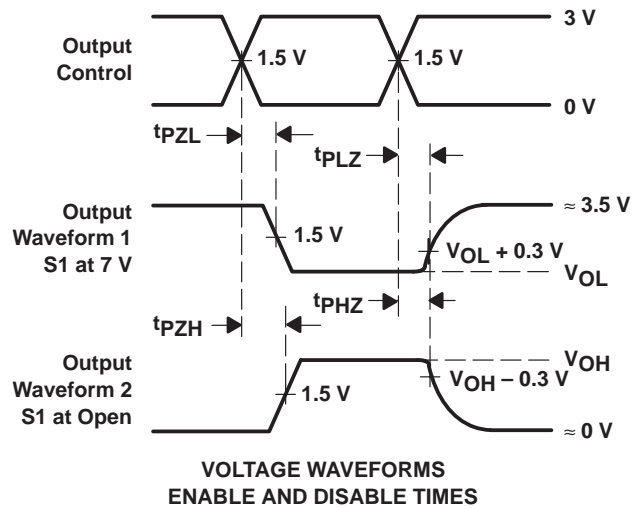 3 V
Output
Control
1.5 V
1.5 V
0 V
tPZL
tPLZ
Output
Waveform 1
S1 at 7 V
≈ 3.5 V
1.5 V
VOL + 0.3 V
VOL
tPZH
tPHZ
Output
Waveform 2
S1 at Open
VOH
VOH – 0.3 V
1.5 V
≈ 0 V
VOLTAGE WAVEFORMS
ENABLE AND DISABLE TIMES